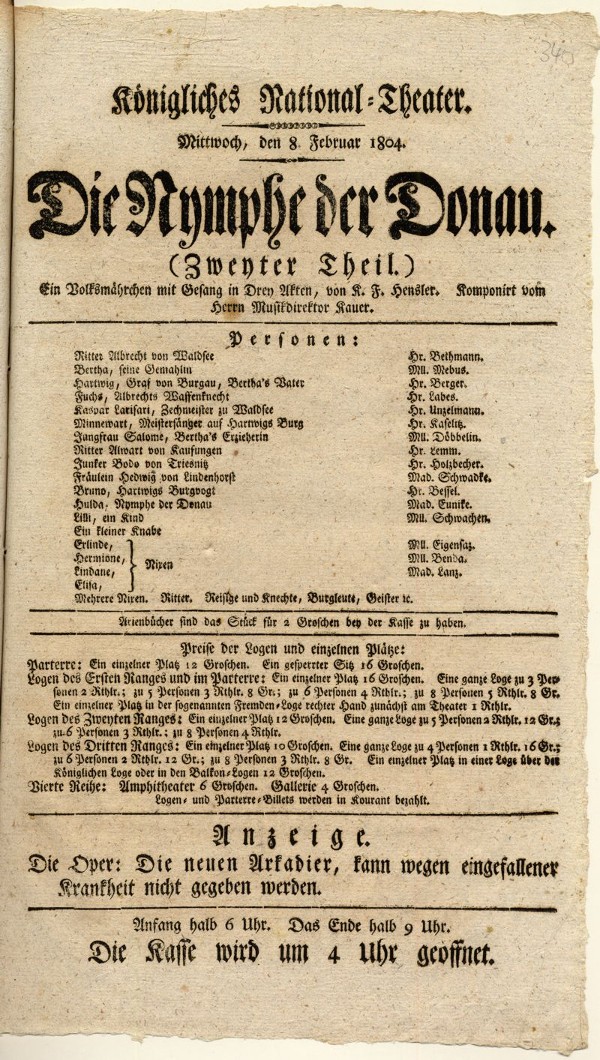 Königliches National-Theater.
Mittwoch, den 8. Februar 1804.
Die Nymphe der Donau.
(Zweyter Theil.)
Ein Volksmährchen mit Gesang in Drey Akten, von K. F. Hensler. Komponirt vom
Herrn Musikdirektor Kauer.
Personen:
Ritter Albrecht von Waldsee Hr. Bethmann.
Bertha, seine Gemahlin Mll. Mebus.
Hartwig, Graf von Burgau, Bertha's Vater Hr. Berger.
Fuchs, Albrechts Waffenknecht Hr. Labes.
Kaspar Larifari, Zechmeister zu Waldsee Hr. Unzelmann.
Minnewart, Meistersänger auf Hartwigs Burg Hr. Kaselitz.
Jungfrau Salome, Bertha's Erzieherin Mll. Döbbelin.
Ritter Alwart von Kaufungen Hr. Lemm.
Junker Bodo von Triesnitz Hr. Holzbecher.
Fräulein Hedwig von Lindenhorst Mad. Schwadke.
Bruno, Hartwigs Burgvogt Hr. Bessel.
Hulda, Nymphe der Donau Mad. Eunike.
Lilli, ein Kind Mll. Schwachen.
Ein kleiner Knabe
Erlinde, Mll. Eigensatz.
Hermione, Nixen Mll. Benda.
Lindane, Mad. Lanz.
Elisa,
Mehrere Nixen. Ritter. Reisige und Knechte, Burgleute, Geister ꝛc.
Arienbücher sind das Stück für 2 Groschen bey der Kasse zu haben.
Preise der Logen und einzelnen Plätze:
Parterre: Ein einzelner Platz 12 Groschen. Ein gesperrter Sitz 16 Groschen.
Logen des Ersten Ranges und im Parterre: Ein einzelner Platz 16 Groschen. Eine ganze Loge zu 3 Per-
sonen 2 Rthlr.; zu 5 Personen 3 Rthlr. 8 Gr.; zu 6 Personen 4 Rthlr.; zu 8 Personen 5 Rthlr. 8 Gr.
Ein einzelner Platz in der sogenannten Fremden-Loge rechter Hand zunächst am Theater 1 Rthlr.
Logen des Zweyten Ranges: Ein einzelner Platz 12 Groschen. Eine ganze Loge zu 5 Personen 2 Rthlr. 12 Gr.;
zu 6 Personen 3 Rthlr.; zu 8 Personen 4 Rthlr.
Logen des Dritten Ranges: Ein einzelner Platz 10 Groschen. Eine ganze Loge zu 4 Personen 1 Rthlr. 16 Gr.;
zu 6 Personen 2 Rthlr. 12 Gr.; zu 8 Personen 3 Rthlr. 8 Gr. Ein einzelner Platz in einer Loge über der
Königlichen Loge oder in den Balkon-Logen 12 Groschen.
Vierte Reihe: Amphitheater 6 Groschen. Gallerie 4 Groschen.
Logen- und Parterre-Billets werden in Kourant bezahlt.
Anzeige.
Die Oper: Die neuen Arkadier, kann wegen eingefallener
Krankheit nicht gegeben werden.
Anfang halb 6 Uhr. Das Ende halb 9 Uhr.
Die Kasse wird um 4 Uhr geöffnet.